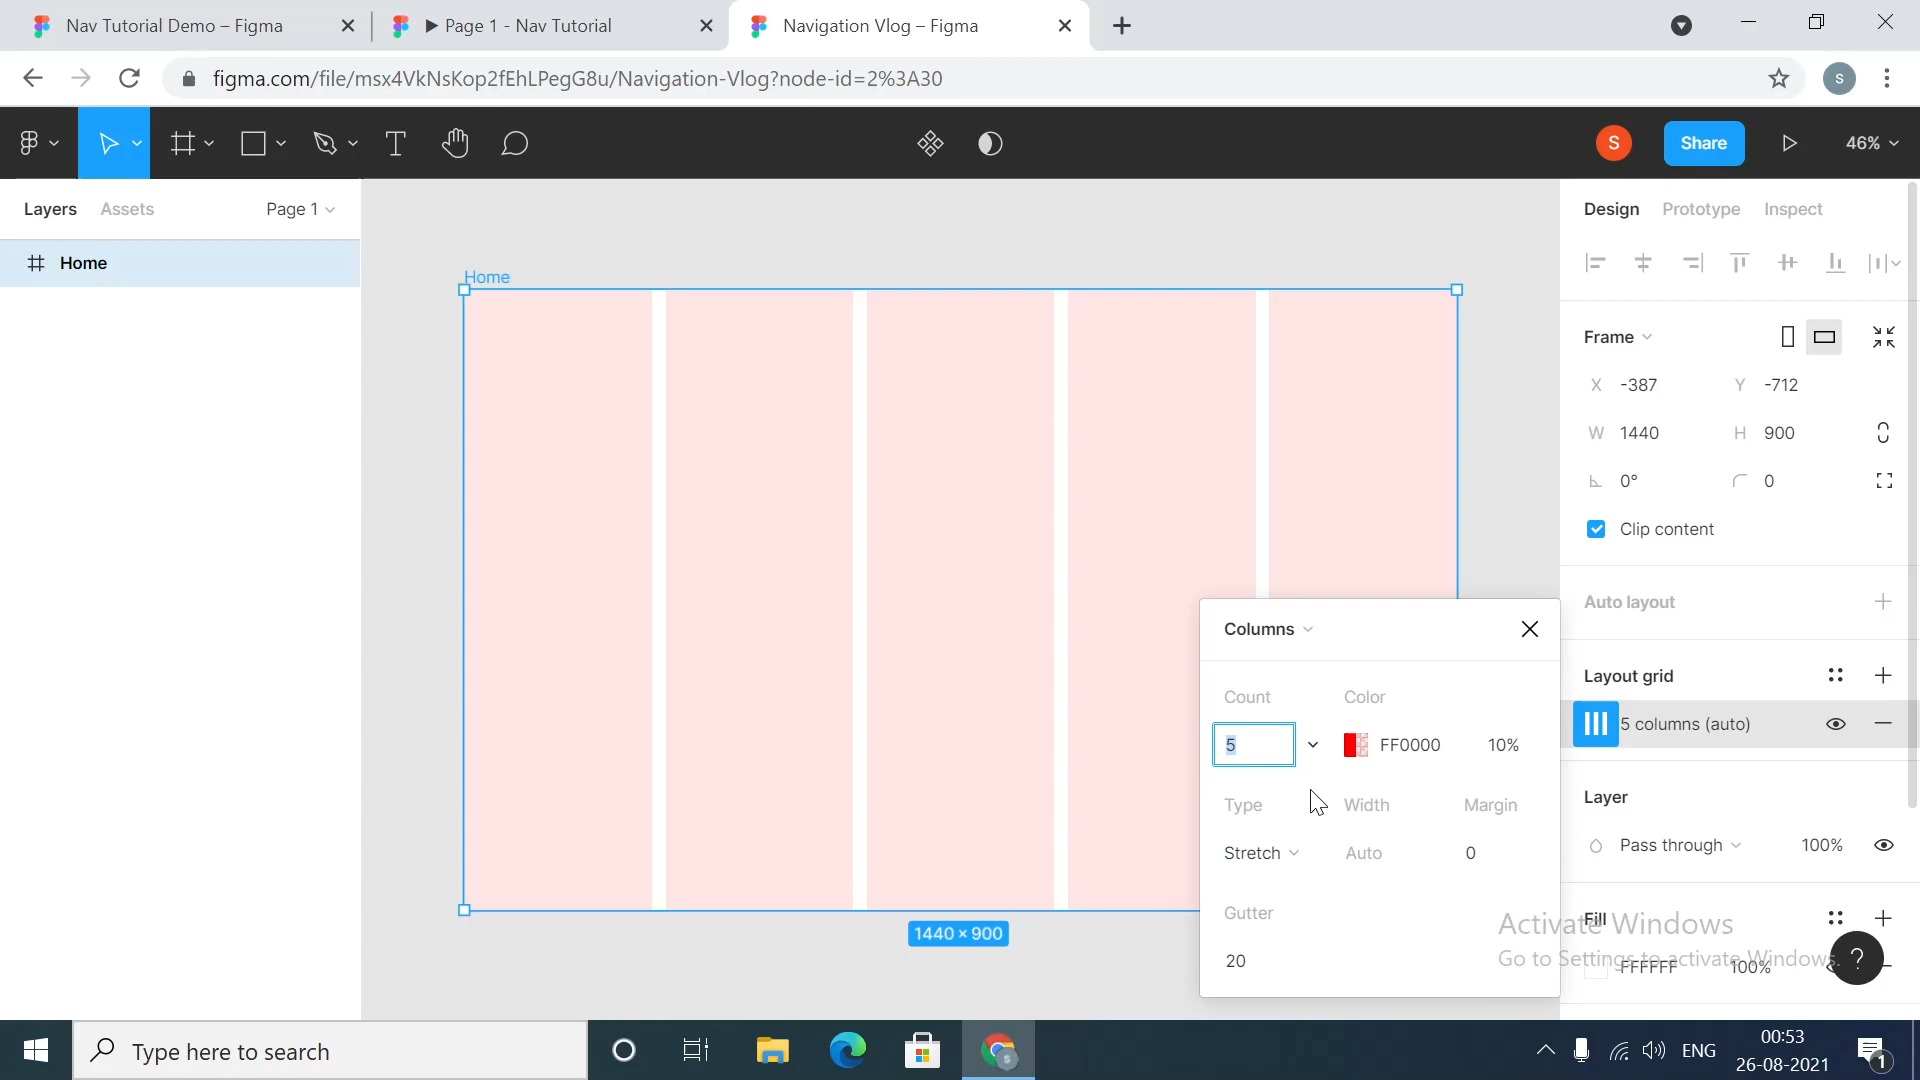 Nav Tutorial Demo – Figma
▶ Page 1 - Nav Tutorial
Navigation Vlog – Figma
figma.com/file/msx4VkNsKop2fEhLPegG8u/Navigation-Vlog?node-id=2%3A30
S
S
Share
46%
Layers
Assets
Page 1
Design
Prototype
Inspect
Home
Home
Frame
X -387
Y -712
W 1440
H 900
0°
0
Clip content
Auto layout
Columns
Layout grid
Count
Color
5
FF0000
10%
5 columns (auto)
Type
Width
Margin
Layer
Stretch
Auto
0
Pass through
100%
Gutter
20
Fill
FFFFFF
100%
1440 × 900
Activate Windows
Go to Settings to activate Windows.
?
Type here to search
ENG
00:53
26-08-2021
1